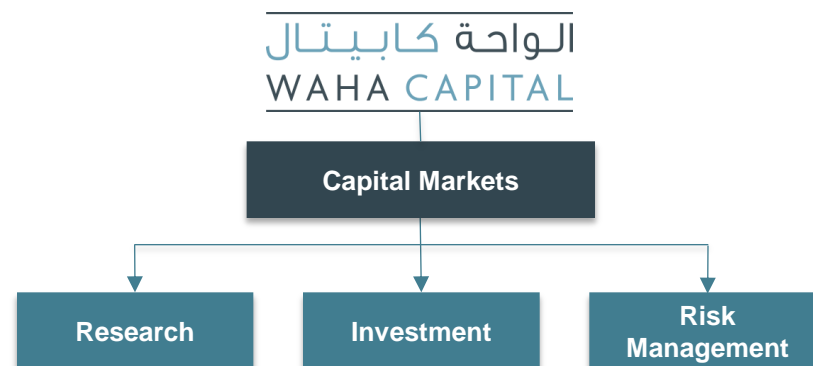 الواحة كابيتال
WAHA CAPITAL
Capital Markets
Research
Investment
Risk
Management